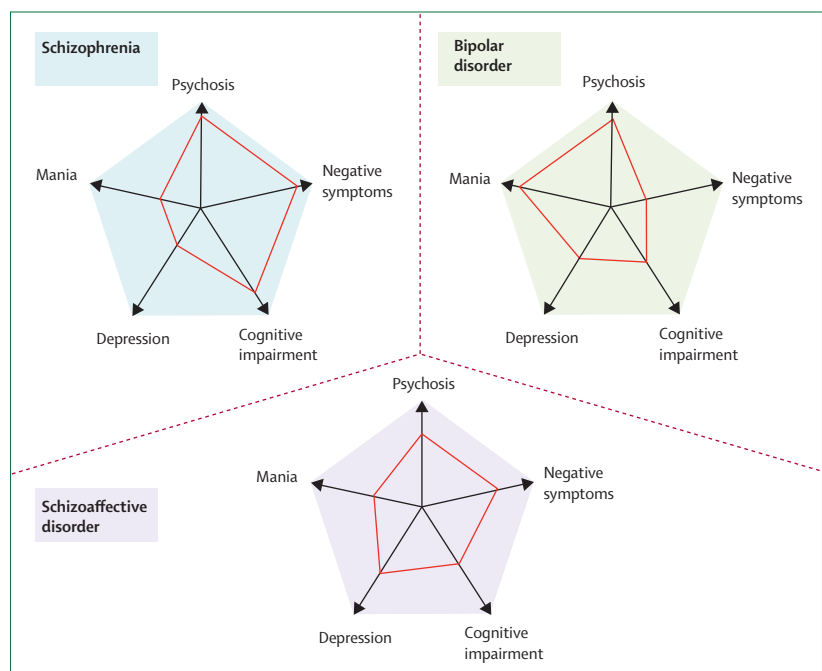 Schizophrenia
Psychosis
Mania
Negative
symptoms
Depression
Cognitive
impairment
Bipolar
disorder
Psychosis
Mania
Negative
symptoms
Depression
Cognitive
impairment
Schizoaffective
disorder
Psychosis
Mania
Negative
symptoms
Depression
Cognitive
impairment